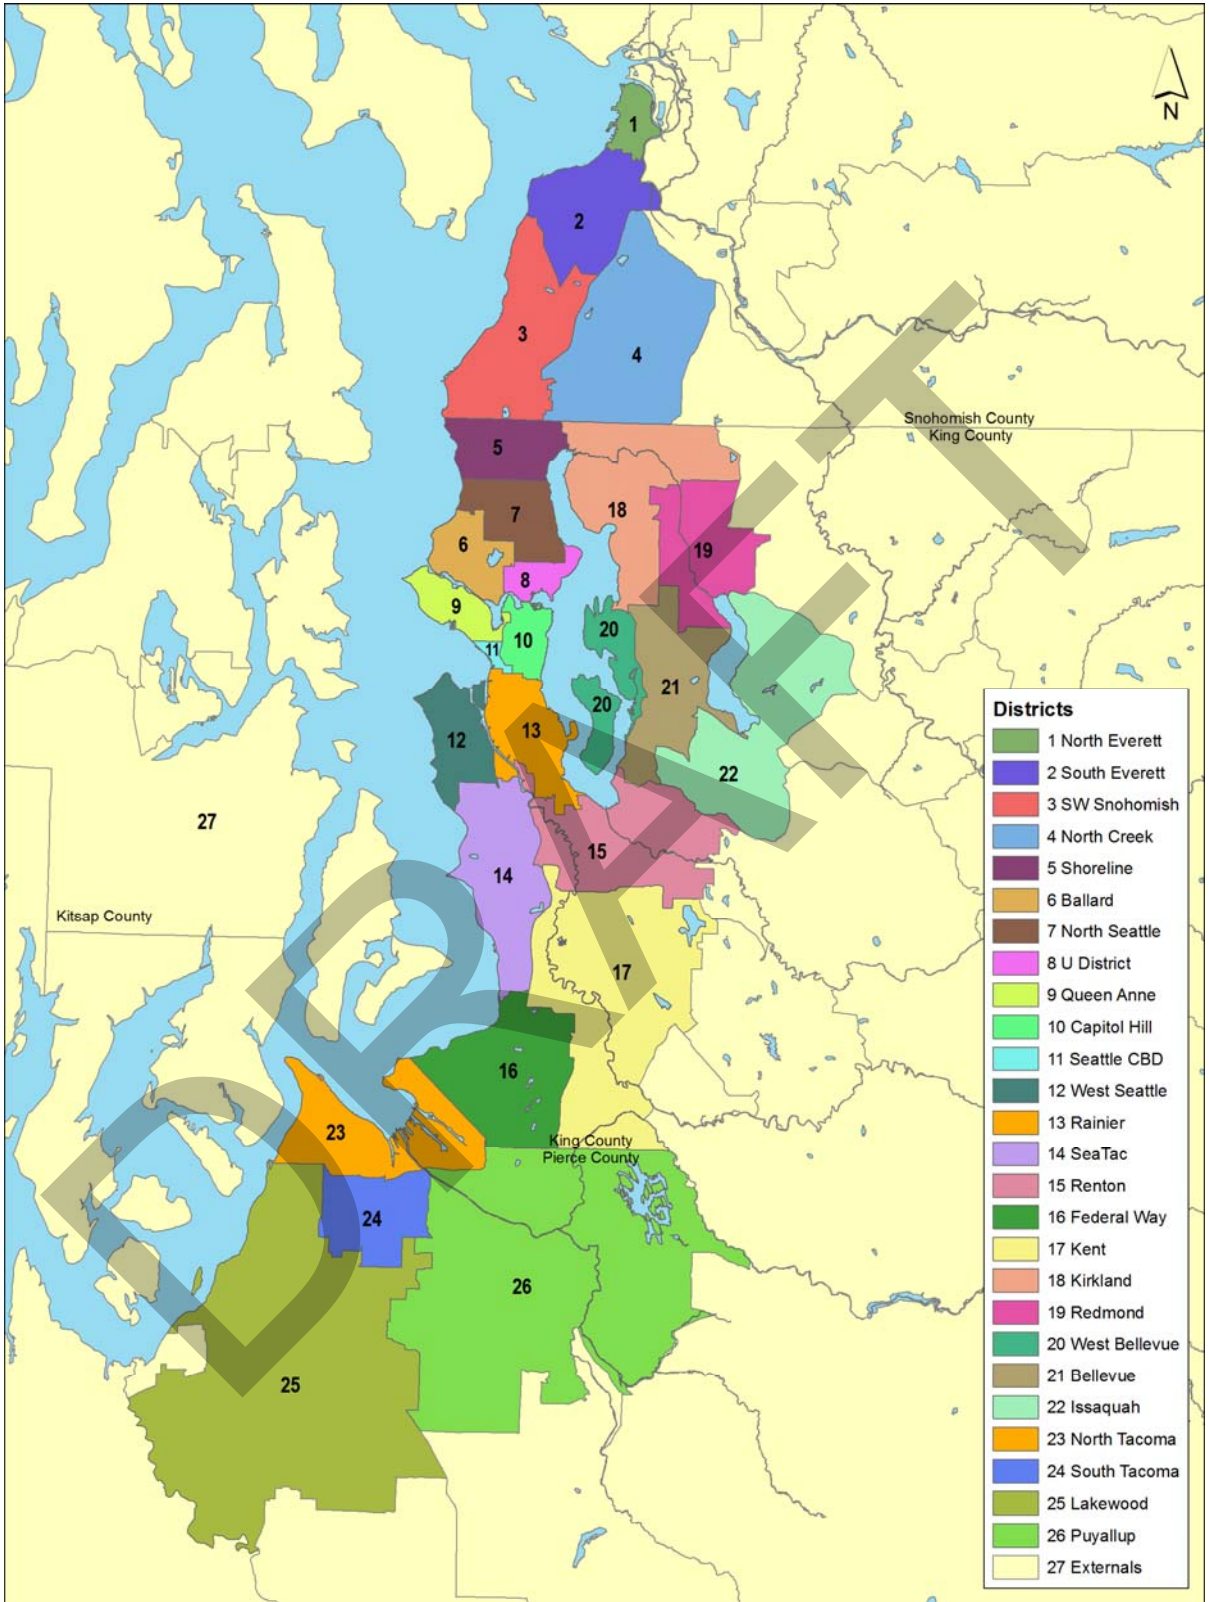 N
1
2
3
4
Snohomish County
King County
5
18
7
6
19
8
9
20
10
11
21
20
13
12
22
27
15
14
Kitsap County
17
16
23
King County
Pierce County
24
26
25
DRAFT
Districts
1 North Everett
2 South Everett
3 SW Snohomish
4 North Creek
5 Shoreline
6 Ballard
7 North Seattle
8 U District
9 Queen Anne
10 Capitol Hill
11 Seattle CBD
12 West Seattle
13 Rainier
14 SeaTac
15 Renton
16 Federal Way
17 Kent
18 Kirkland
19 Redmond
20 West Bellevue
21 Bellevue
22 Issaquah
23 North Tacoma
24 South Tacoma
25 Lakewood
26 Puyallup
27 Externals